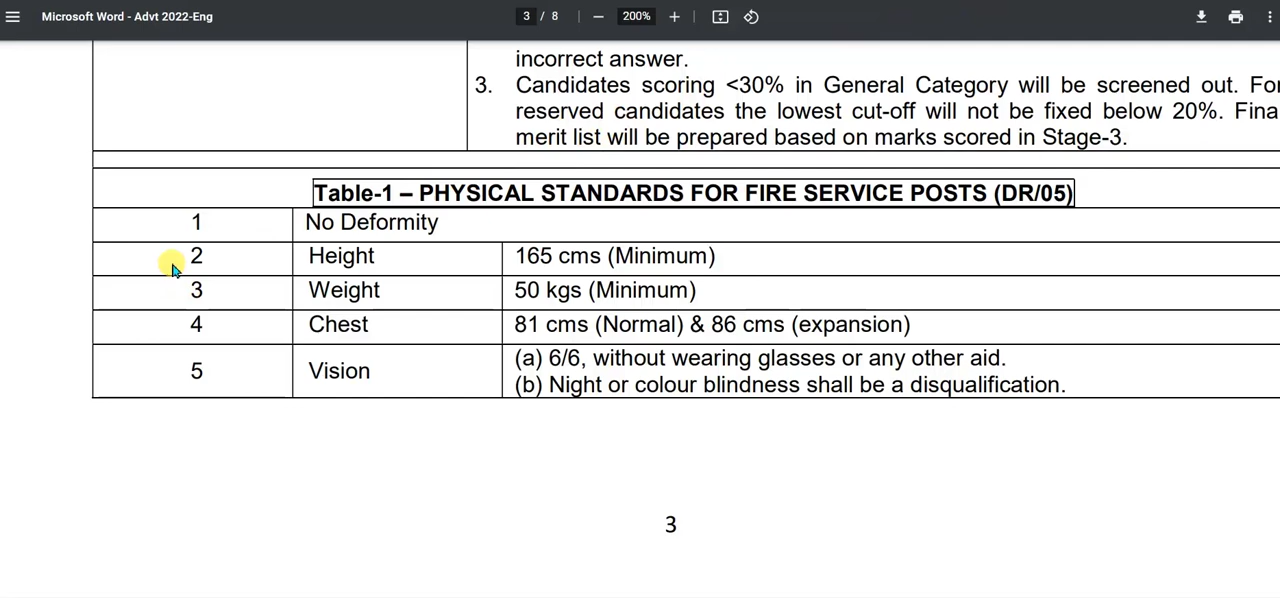 Microsoft Word - Advt 2022-Eng
3 / 8
200%
incorrect answer.
3. Candidates scoring <30% in General Category will be screened out. For
reserved candidates the lowest cut-off will not be fixed below 20%. Fina
merit list will be prepared based on marks scored in Stage-3.
Table-1 – PHYSICAL STANDARDS FOR FIRE SERVICE POSTS (DR/05)
1 No Deformity
2 Height 165 cms (Minimum)
3 Weight 50 kgs (Minimum)
4 Chest 81 cms (Normal) & 86 cms (expansion)
5 Vision (a) 6/6, without wearing glasses or any other aid.
(b) Night or colour blindness shall be a disqualification.
3